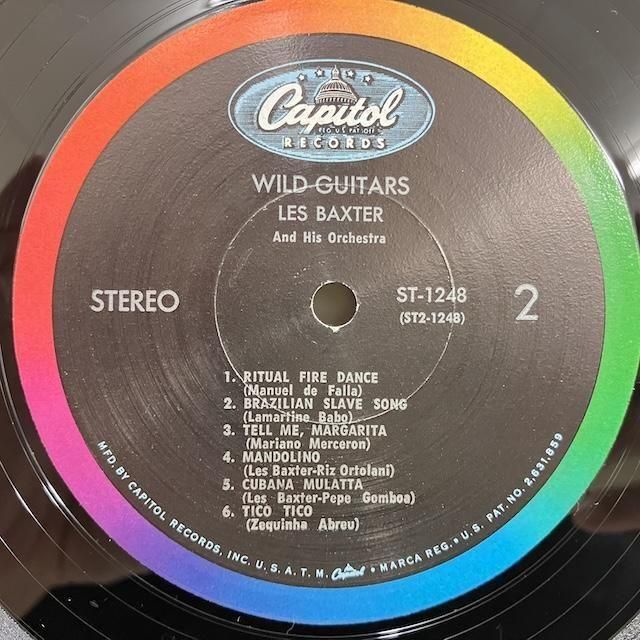 Capitol
REG. U.S. PAT. OFF.
RECORDS
WILD GUITARS
LES BAXTER
And His Orchestra
STEREO
ST-1248
(ST2-1248)
2
1. RITUAL FIRE DANCE
(Manuel de Falla)
2. BRAZILIAN SLAVE SONG
(Lamartine Babo)
3. TELL ME, MARGARITA
(Mariano Merceron)
4. MANDOLINO
(Les Baxter-Riz Ortolani)
5. CUBANA MULATTA
(Les Baxter-Pepe Gomboa)
6. TICO TICO
(Zequinha Abreu)
MFD. BY CAPITOL RECORDS, INC. U.S.A. T.M. Capitol • MARCA REG. • U.S. PAT. NO. 2,631,859